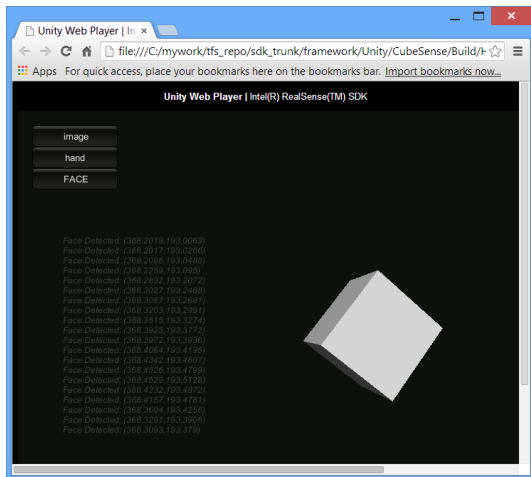 Unity Web Player | In
file:///C:/mywork/tfs_repo/sdk_trunk/framework/Unity/CubeSense/Build/H
Apps For quick access, place your bookmarks here on the bookmarks bar. Import bookmarks now...
Unity Web Player | Intel(R) RealSense(TM) SDK
image
hand
FACE
Face Detected: (368.2019,193.0069)
Face Detected: (368.2017,193.0266)
Face Detected: (368.2086,193.0488)
Face Detected: (368.2259,193.095)
Face Detected: (368.2832,193.2072)
Face Detected: (368.3027,193.2468)
Face Detected: (368.3087,193.2681)
Face Detected: (368.3203,193.2991)
Face Detected: (368.3515,193.3274)
Face Detected: (368.3925,193.3772)
Face Detected: (368.3972,193.3936)
Face Detected: (368.4064,193.4195)
Face Detected: (368.4342,193.4607)
Face Detected: (368.4526,193.4799)
Face Detected: (368.4529,193.5128)
Face Detected: (368.4232,193.4872)
Face Detected: (368.4157,193.4781)
Face Detected: (368.3604,193.4256)
Face Detected: (368.3291,193.3906)
Face Detected: (368.3093,193.379)